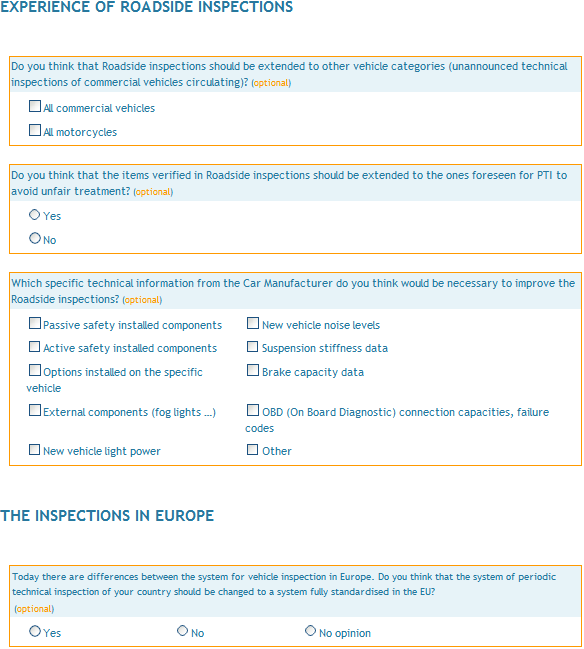 EXPERIENCE OF ROADSIDE INSPECTIONS
Do you think that Roadside inspections should be extended to other vehicle categories (unannounced technical
inspections of commercial vehicles circulating)? (optional)
All commercial vehicles
All motorcycles
Do you think that the items verified in Roadside inspections should be extended to the ones foreseen for PTI to
avoid unfair treatment? (optional)
Yes
No
Which specific technical information from the Car Manufacturer do you think would be necessary to improve the
Roadside inspections? (optional)
Passive safety installed components New vehicle noise levels
Active safety installed components Suspension stiffness data
Options installed on the specific Brake capacity data
vehicle
External components (fog lights ...) OBD (On Board Diagnostic) connection capacities, failure
codes
New vehicle light power Other
THE INSPECTIONS IN EUROPE
Today there are differences between the system for vehicle inspection in Europe. Do you think that the system of periodic
technical inspection of your country should be changed to a system fully standardised in the EU?
(optional)
Yes No No opinion